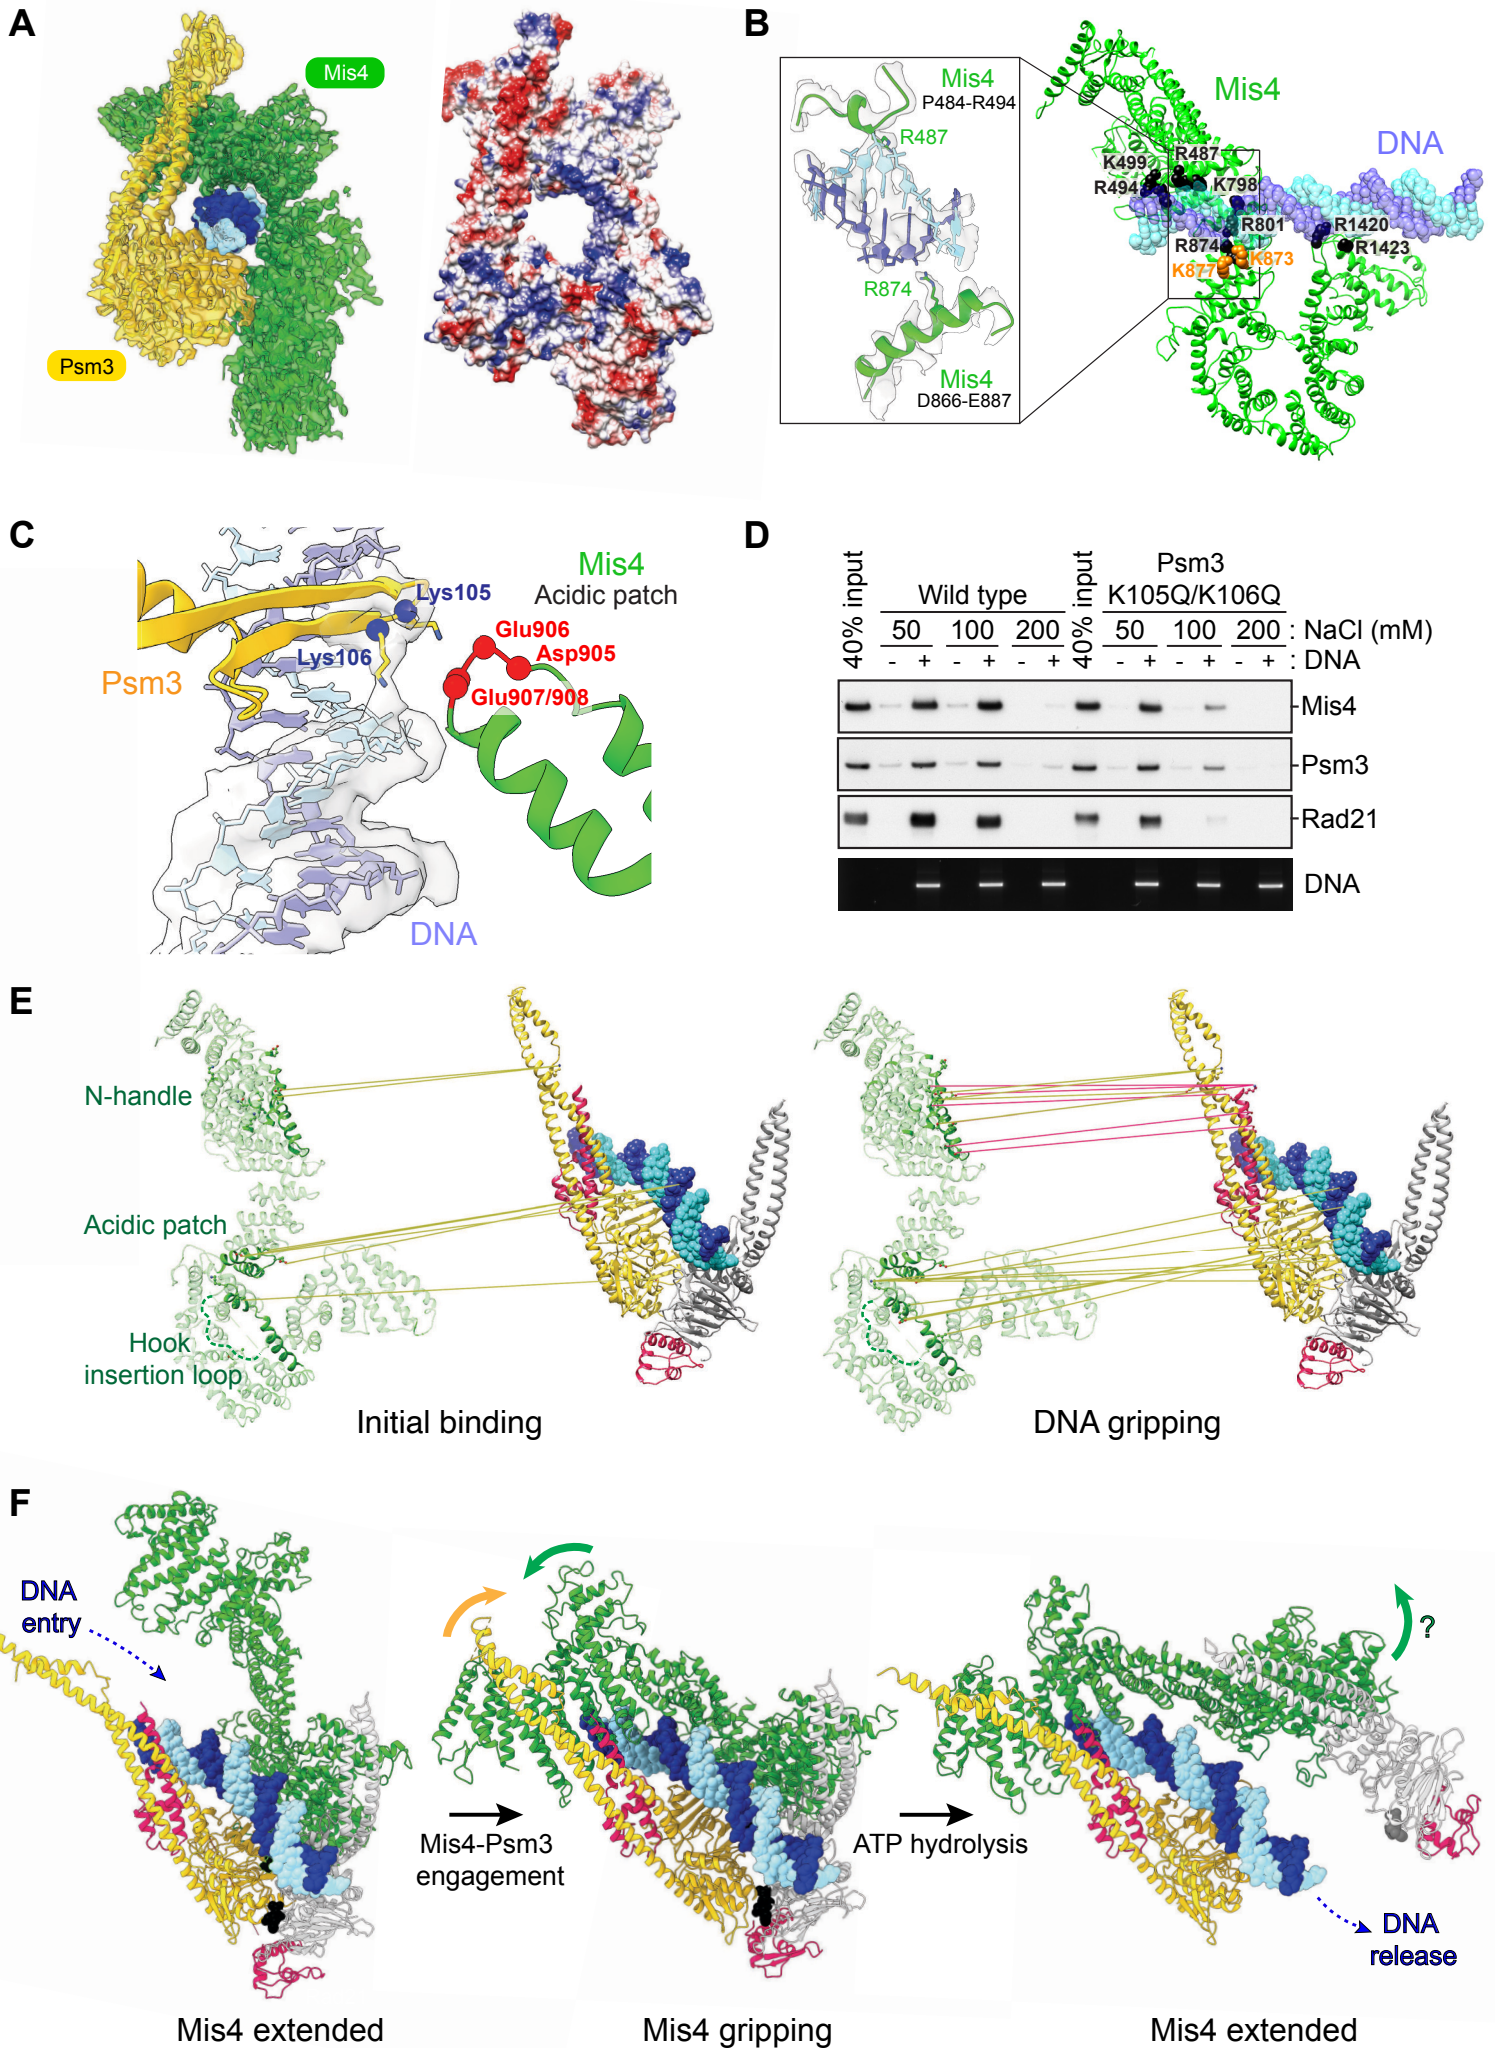 A
Mis4
Psm3
B
Mis4
P484-R494
R487
R874
Mis4
D866-E887
Mis4
DNA
K499
R487
R494
K798
R801
R874
R1420
R1423
K877
K873
C
Mis4
Acidic patch
Lys105
Glu906
Asp905
Lys106
Glu907/908
Psm3
DNA
D
40% input
Wild type
40% input
Psm3
K105Q/K106Q
50 100 200 50 100 200 : NaCl (mM)
- + - + - + - + - + - + : DNA
Mis4
Psm3
Rad21
DNA
E
N-handle
Acidic patch
Hook
insertion loop
Initial binding
DNA gripping
F
DNA
entry
Mis4-Psm3
engagement
ATP hydrolysis
?
DNA
release
Mis4 extended
Mis4 gripping
Mis4 extended